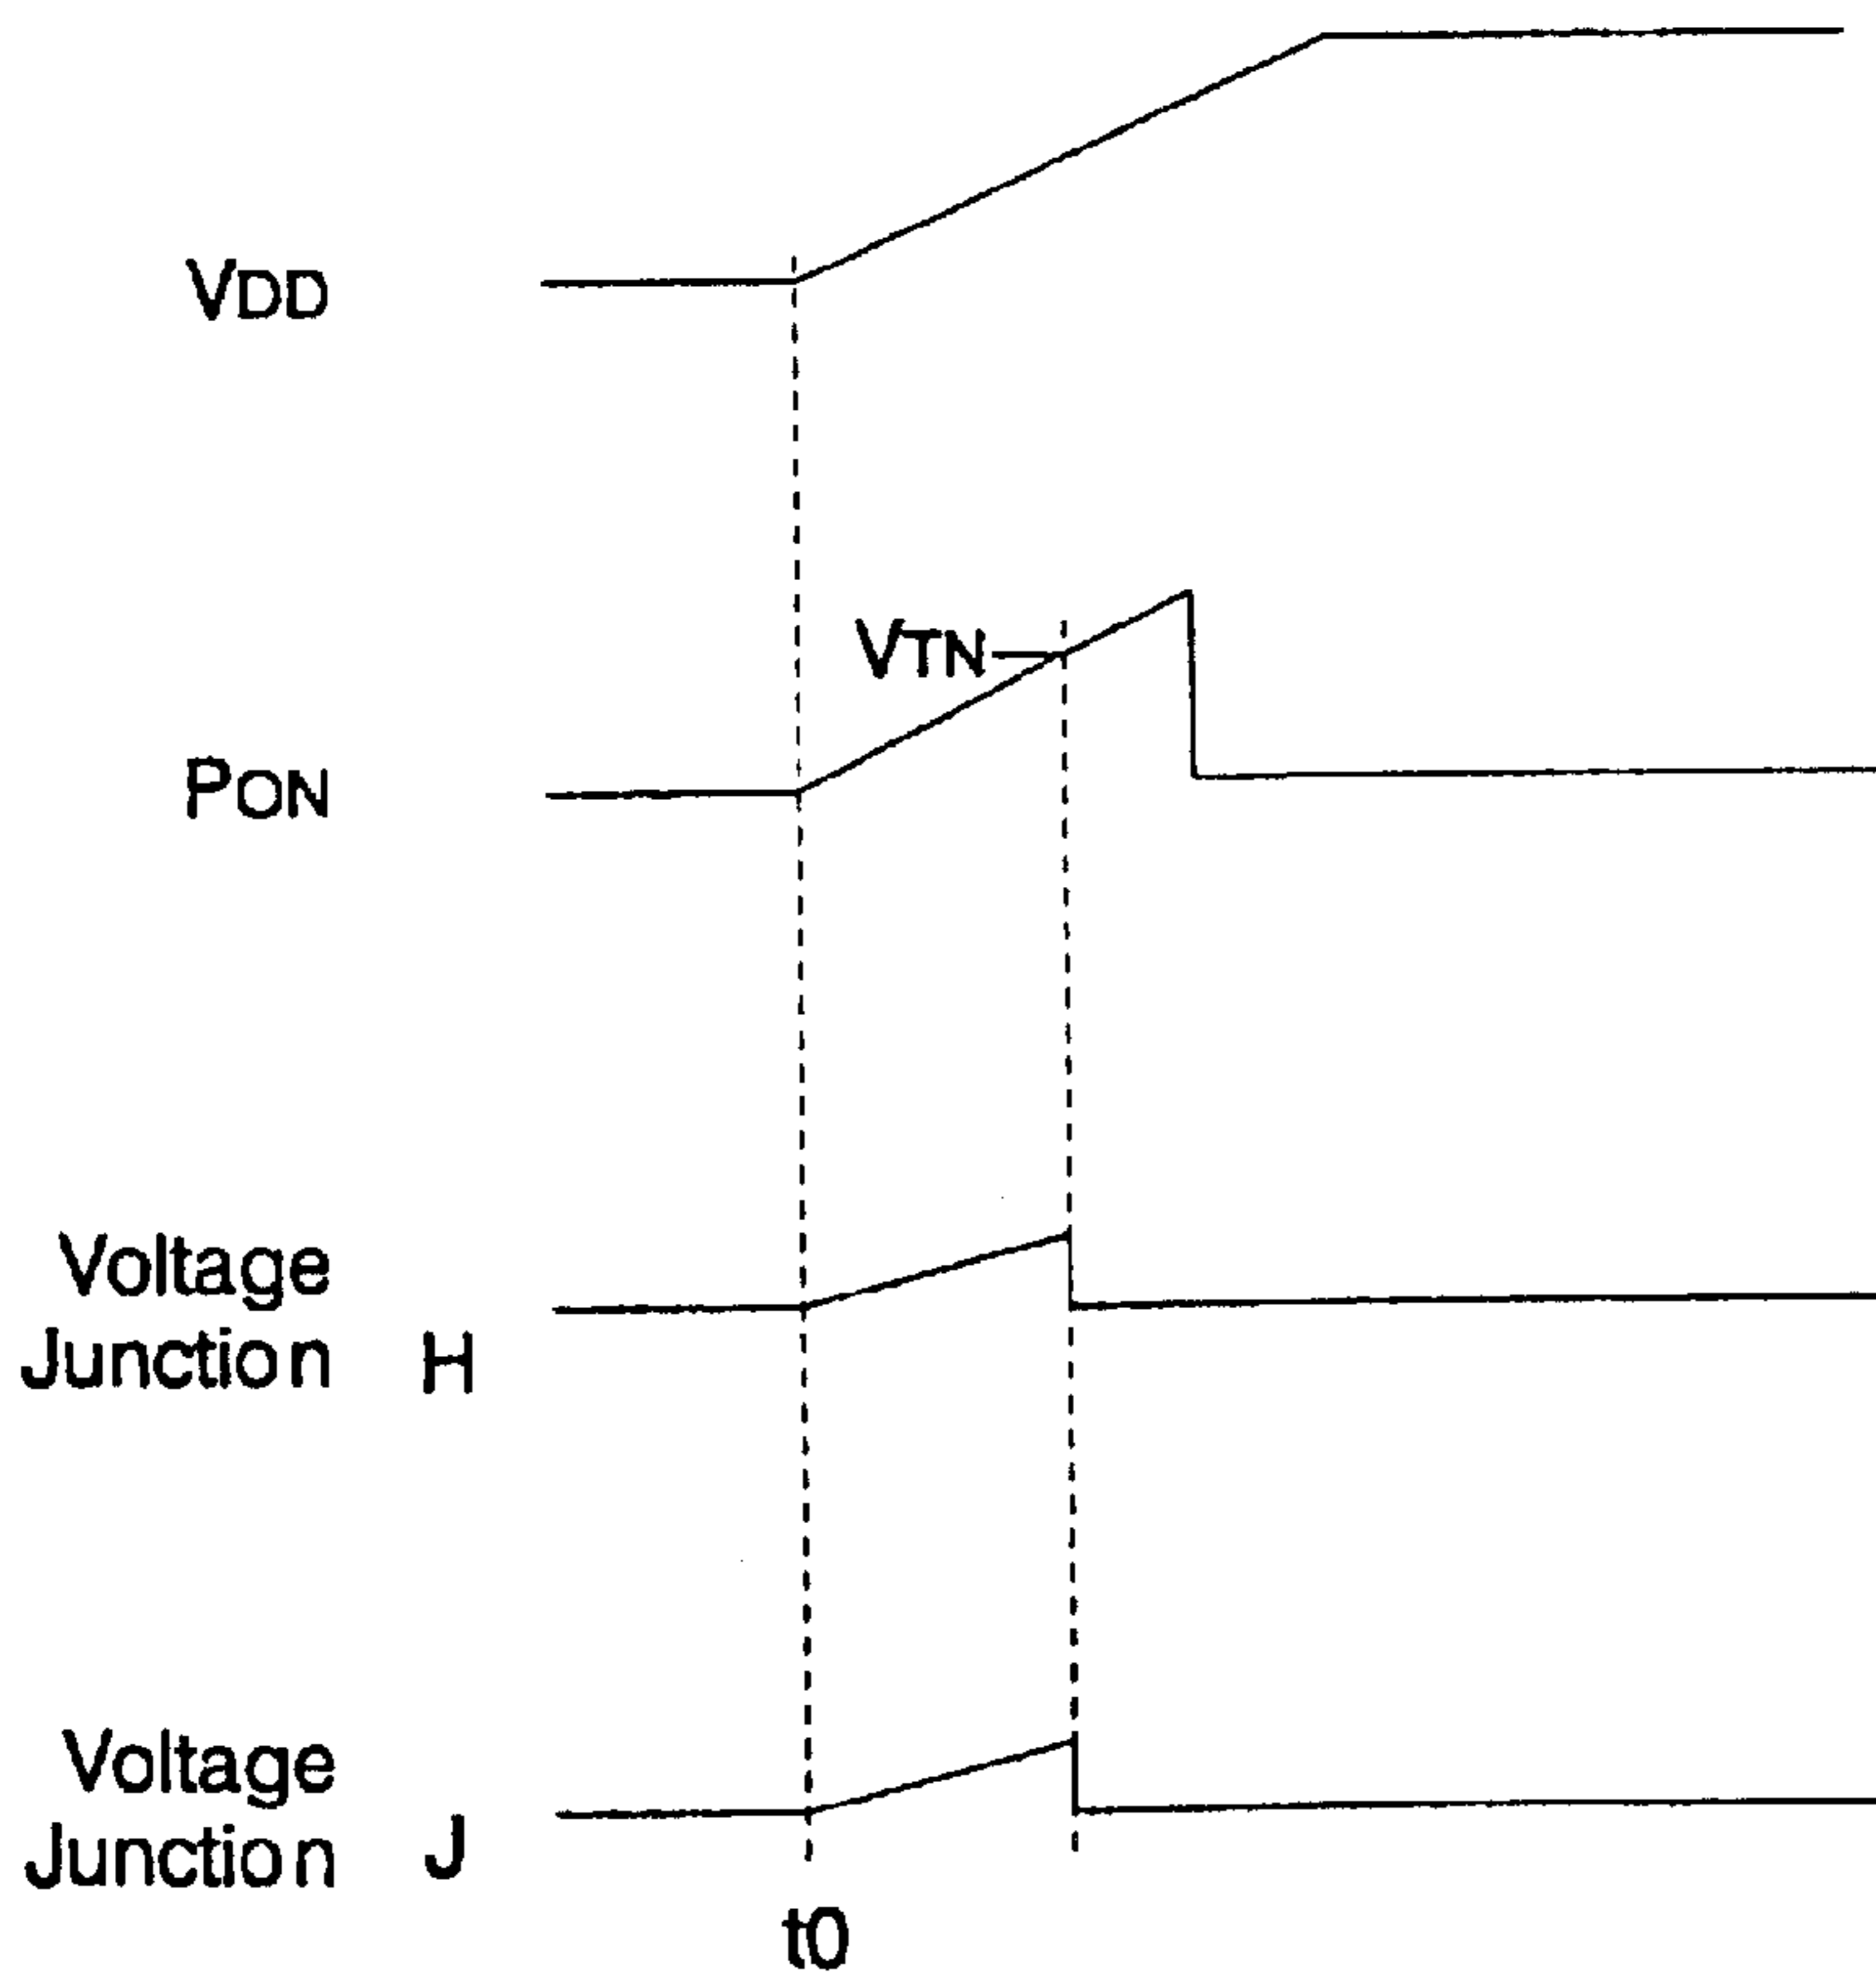 VDD
VTN
PON
Voltage
Junction H
Voltage
Junction J
t0